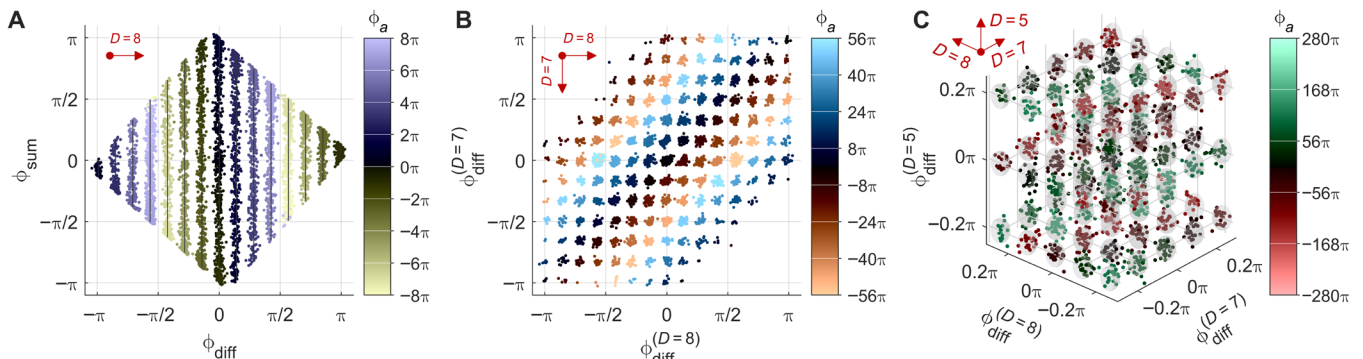 A
D = 8
ϕₐ
8π
6π
4π
2π
0π
−2π
−4π
−6π
−8π
π
π/2
0
−π/2
−π
ϕsum
−π
−π/2
0
π/2
π
ϕdiff
B
D = 8
D = 7
ϕₐ
56π
40π
24π
8π
−8π
−24π
−40π
−56π
π
π/2
0
−π/2
−π
ϕdiff(D = 7)
−π
−π/2
0
π/2
π
ϕdiff(D = 8)
C
D = 5
D = 8
D = 7
ϕₐ
280π
168π
56π
−56π
−168π
−280π
0.2π
0π
−0.2π
ϕdiff(D = 5)
0.2π
0π
−0.2π
ϕdiff(D = 8)
−0.2π
0π
0.2π
ϕdiff(D = 7)